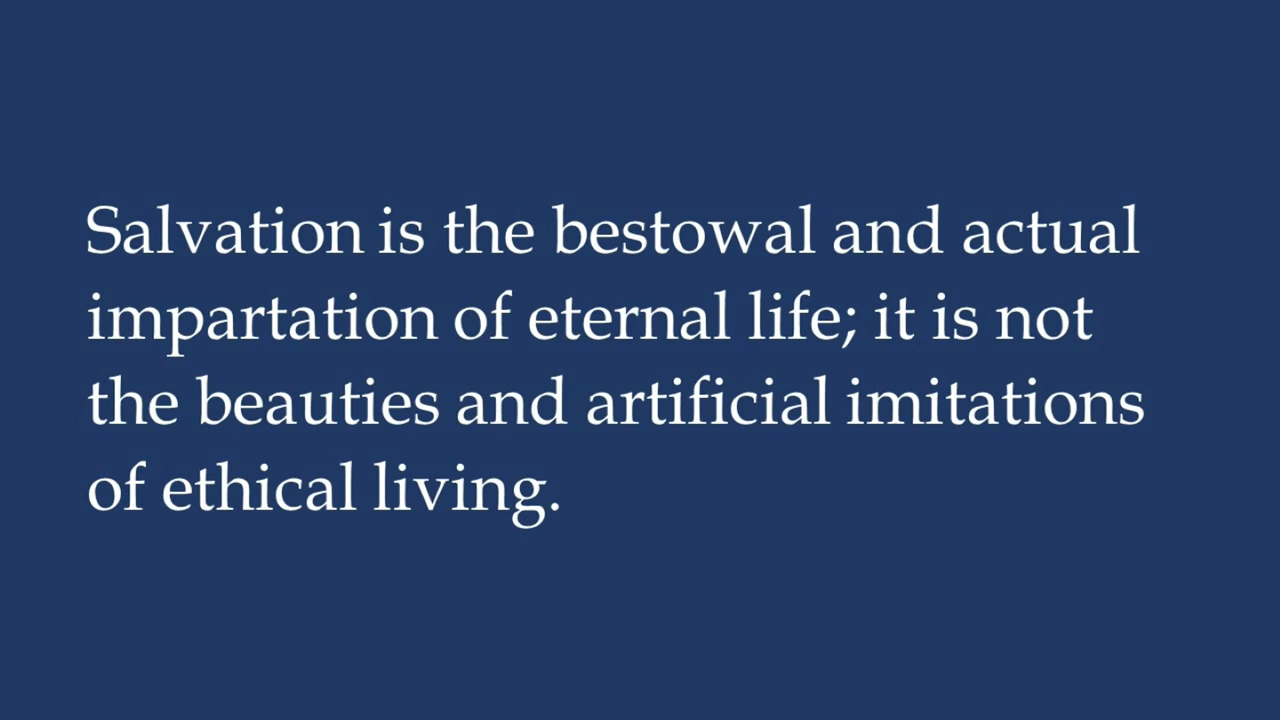 Salvation is the bestowal and actual
impartation of eternal life; it is not
the beauties and artificial imitations
of ethical living.